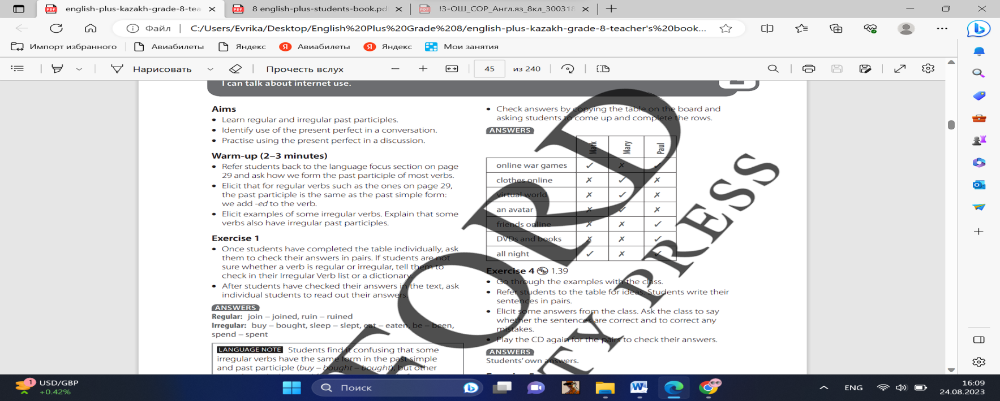 english-plus-kazakh-grade-8-tea
8 english-plus-students-book.pd
!3-ОШ_СОР_Англ.яз_8кл_300318
Файл | C:/Users/Evrika/Desktop/English%20Plus%20Grade%208/english-plus-kazakh-grade-8-teacher's%20book...
Импорт избранного Авиабилеты Яндекс Авиабилеты Яндекс Мои занятия
Нарисовать Прочесть вслух 45 из 240
I can talk about internet use.
Aims
• Learn regular and irregular past participles.
• Identify use of the present perfect in a conversation.
• Practise using the present perfect in a discussion.
Warm-up (2–3 minutes)
• Refer students back to the language focus section on page
29 and ask how we form the past participle of most verbs.
• Elicit that for regular verbs such as the ones on page 29,
the past participle is the same as the past simple form:
we add -ed to the verb.
• Elicit examples of some irregular verbs. Explain that some
verbs also have irregular past participles.
Exercise 1
• Once students have completed the table individually, ask
them to check their answers in pairs. If students are not
sure whether a verb is regular or irregular, tell them to
check in their Irregular Verb list or a dictionary.
• After students have checked their answers in the text, ask
individual students to read out their answers.
ANSWERS
Regular: join – joined, ruin – ruined
Irregular: buy – bought, sleep – slept, eat – eaten, be – been,
spend – spent
LANGUAGE NOTE Students find it confusing that some
irregular verbs have the same form in the past simple
and past participle (buy – bought – bought), but other
• Check answers by copying the table on the board and
asking students to come up and complete the rows.
ANSWERS
Mark Mary Paul
online war games ✓ ✗ ✓
clothes online ✗ ✓ ✗
virtual world ✗ ✓ ✗
an avatar ✗ ✓ ✗
friends online ✗ ✗ ✓
DVDs and books ✗ ✗ ✓
all night ✓ ✗ ✓
Exercise 4 1.39
• Go through the examples with the class.
• Refer students to the table for ideas. Students write their
sentences in pairs.
• Elicit some answers from the class. Ask the class to say
whether the sentences are correct and to correct any
mistakes.
• Play the CD again for the pairs to check their answers.
ANSWERS
Students' own answers.
FORD
TY PRESS
1 USD/GBP
+0.42%
Поиск
ENG
16:09
24.08.2023